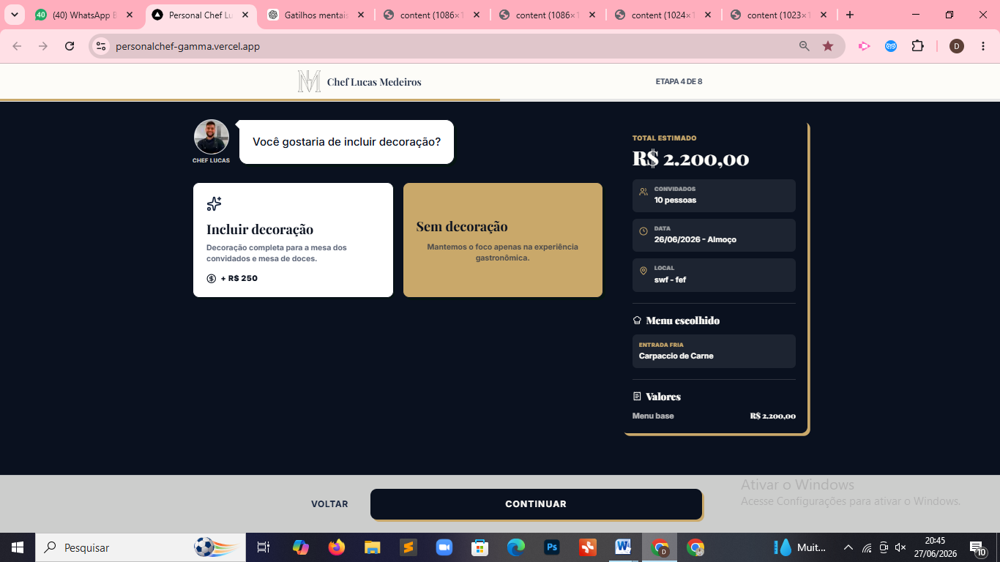 40
(40) WhatsApp B
Personal Chef Lu
Gatilhos mentais
content (1086×1
content (1086×1
content (1024×1
content (1023×1
personalchef-gamma.vercel.app
D
Chef Lucas Medeiros
ETAPA 4 DE 8
CHEF LUCAS
Você gostaria de incluir decoração?
Incluir decoração
Decoração completa para a mesa dos
convidados e mesa de doces.
+ R$ 250
Sem decoração
Mantemos o foco apenas na experiência
gastronômica.
TOTAL ESTIMADO
R$ 2.200,00
CONVIDADOS
10 pessoas
DATA
26/06/2026 - Almoço
LOCAL
swf - fef
Menu escolhido
ENTRADA FRIA
Carpaccio de Carne
Valores
Menu base
R$ 2.200,00
VOLTAR
CONTINUAR
Ativar o Windows
Acesse Configurações para ativar o Windows.
Pesquisar
Ps
W
D
Muit...
20:45
27/06/2026
10